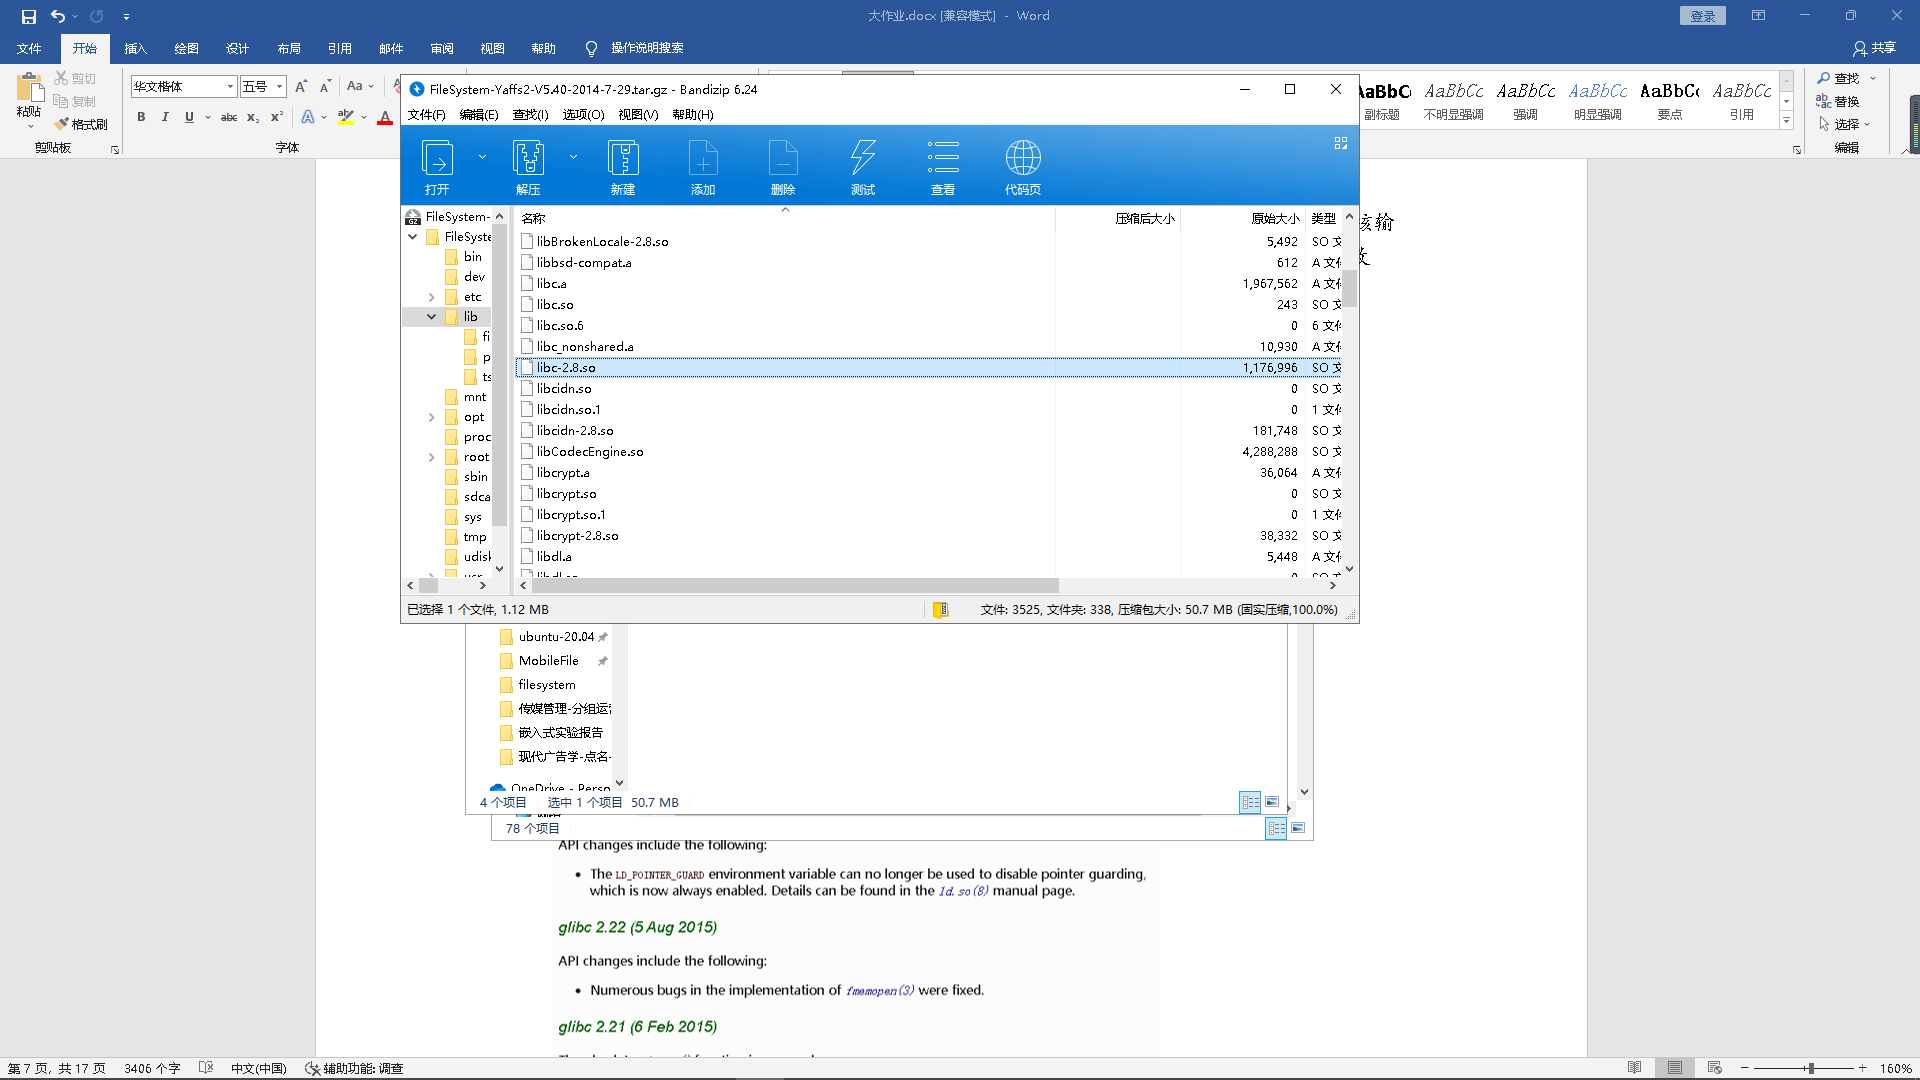 大作业.docx [兼容模式] - Word
登录
文件 开始 插入 绘图 设计 布局 引用 邮件 审阅 视图 帮助 操作说明搜索
共享
粘贴
剪切
复制
格式刷
剪贴板
华文楷体 五号
字体
副标题 不明显强调 强调 明显强调 要点 引用
查找
替换
选择
编辑
FileSystem-Yaffs2-V5.40-2014-7-29.tar.gz - Bandizip 6.24
文件(F) 编辑(E) 查找(I) 选项(O) 视图(V) 帮助(H)
打开 解压 新建 添加 删除 测试 查看 代码页
FileSystem-
FileSyste
bin
dev
etc
lib
fi
p
ts
mnt
opt
proc
root
sbin
sdca
sys
tmp
udisk
名称 压缩后大小 原始大小 类型
libBrokenLocale-2.8.so 5,492 SO 文
libbsd-compat.a 612 A 文件
libc.a 1,967,562 A 文件
libc.so 243 SO 文
libc.so.6 0 6 文件
libc_nonshared.a 10,930 A 文件
libc-2.8.so 1,176,996 SO 文
libcidn.so 0 SO 文
libcidn.so.1 0 1 文件
libcidn-2.8.so 181,748 SO 文
libCodecEngine.so 4,288,288 SO 文
libcrypt.a 36,064 A 文件
libcrypt.so 0 SO 文
libcrypt.so.1 0 1 文件
libcrypt-2.8.so 38,332 SO 文
libdl.a 5,448 A 文件
已选择 1 个文件, 1.12 MB
文件: 3525, 文件夹: 338, 压缩包大小: 50.7 MB (固实压缩,100.0%)
ubuntu-20.04
MobileFile
filesystem
传媒管理-分组运营
嵌入式实验报告
现代广告学-点名-
OneDrive - Perso
4 个项目 选中 1 个项目 50.7 MB
78 个项目
API changes include the following:
• The LD_POINTER_GUARD environment variable can no longer be used to disable pointer guarding,
which is now always enabled. Details can be found in the ld.so(8) manual page.
glibc 2.22 (5 Aug 2015)
API changes include the following:
• Numerous bugs in the implementation of fmemopen(3) were fixed.
glibc 2.21 (6 Feb 2015)
第 7 页, 共 17 页 3406 个字 中文(中国) 辅助功能: 调查
160%